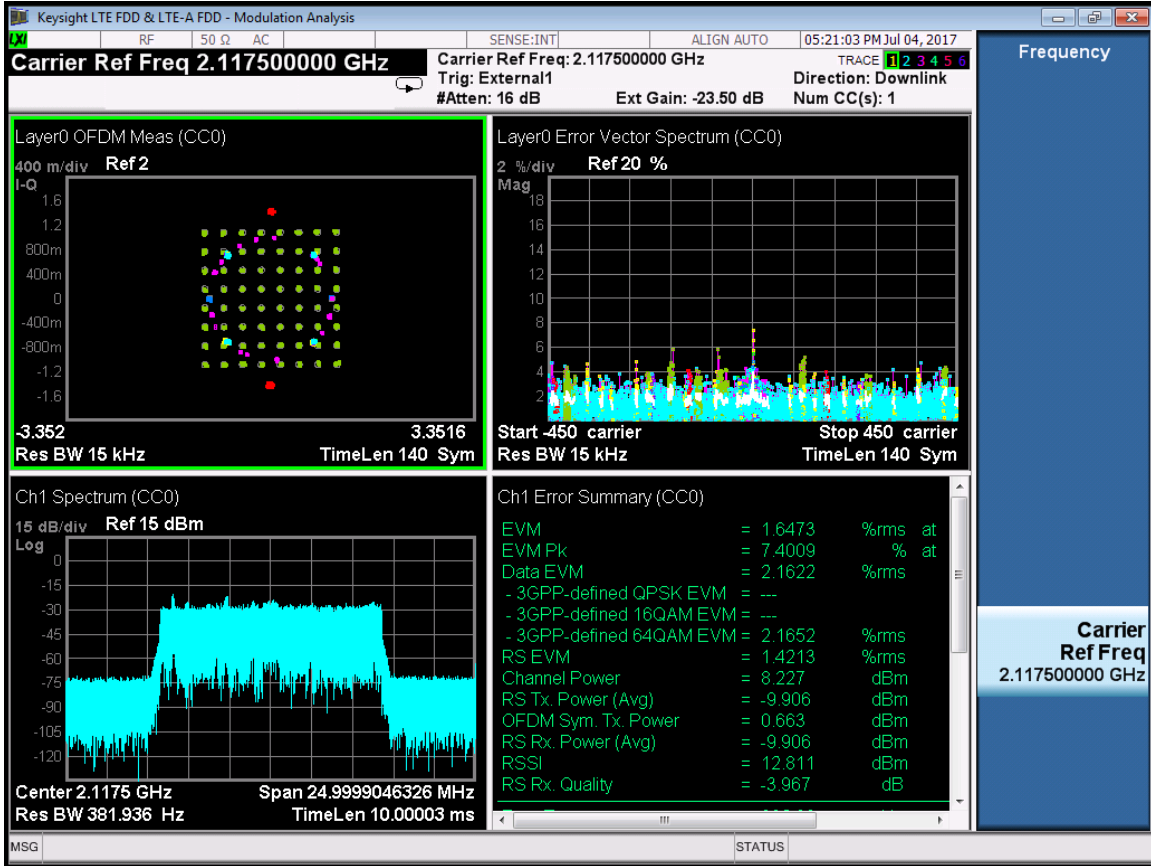 Keysight LTE FDD & LTE-A FDD - Modulation Analysis
LXI RF 50 Ω AC SENSE:INT ALIGN AUTO 05:21:03 PM Jul 04, 2017
Carrier Ref Freq 2.117500000 GHz
Carrier Ref Freq: 2.117500000 GHz
Trig: External1
#Atten: 16 dB Ext Gain: -23.50 dB
TRACE 1 2 3 4 5 6
Direction: Downlink
Num CC(s): 1
Frequency
Layer0 OFDM Meas (CC0)
400 m/div Ref 2
I-Q
1.6
1.2
800m
400m
0
-400m
-800m
-1.2
-1.6
-3.352 3.3516
Res BW 15 kHz TimeLen 140 Sym
Layer0 Error Vector Spectrum (CC0)
2 %/div Ref 20 %
Mag
18
16
14
12
10
8
6
4
2
Start -450 carrier Stop 450 carrier
Res BW 15 kHz TimeLen 140 Sym
Ch1 Spectrum (CC0)
15 dB/div Ref 15 dBm
Log
0
-15
-30
-45
-60
-75
-90
-105
-120
Center 2.1175 GHz Span 24.9999046326 MHz
Res BW 381.936 Hz TimeLen 10.00003 ms
Ch1 Error Summary (CC0)
EVM = 1.6473 %rms at
EVM Pk = 7.4009 % at
Data EVM = 2.1622 %rms
- 3GPP-defined QPSK EVM = ---
- 3GPP-defined 16QAM EVM = ---
- 3GPP-defined 64QAM EVM = 2.1652 %rms
RS EVM = 1.4213 %rms
Channel Power = 8.227 dBm
RS Tx. Power (Avg) = -9.906 dBm
OFDM Sym. Tx. Power = 0.663 dBm
RS Rx. Power (Avg) = -9.906 dBm
RSSI = 12.811 dBm
RS Rx. Quality = -3.967 dB
Carrier
Ref Freq
2.117500000 GHz
MSG STATUS